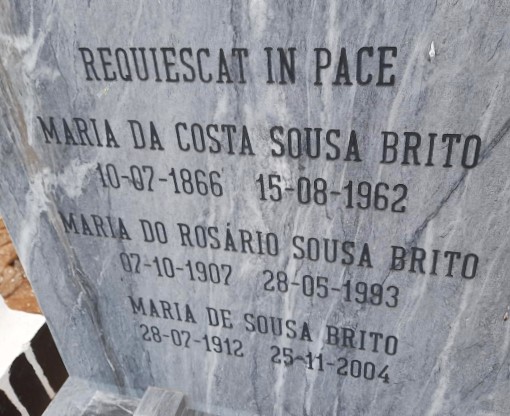 REQUIESCAT IN PACE
MARIA DA COSTA SOUSA BRITO
10-07-1866 15-08-1962
MARIA DO ROSÁRIO SOUSA BRITO
07-10-1907 28-05-1993
MARIA DE SOUSA BRITO
28-07-1912 25-11-2004